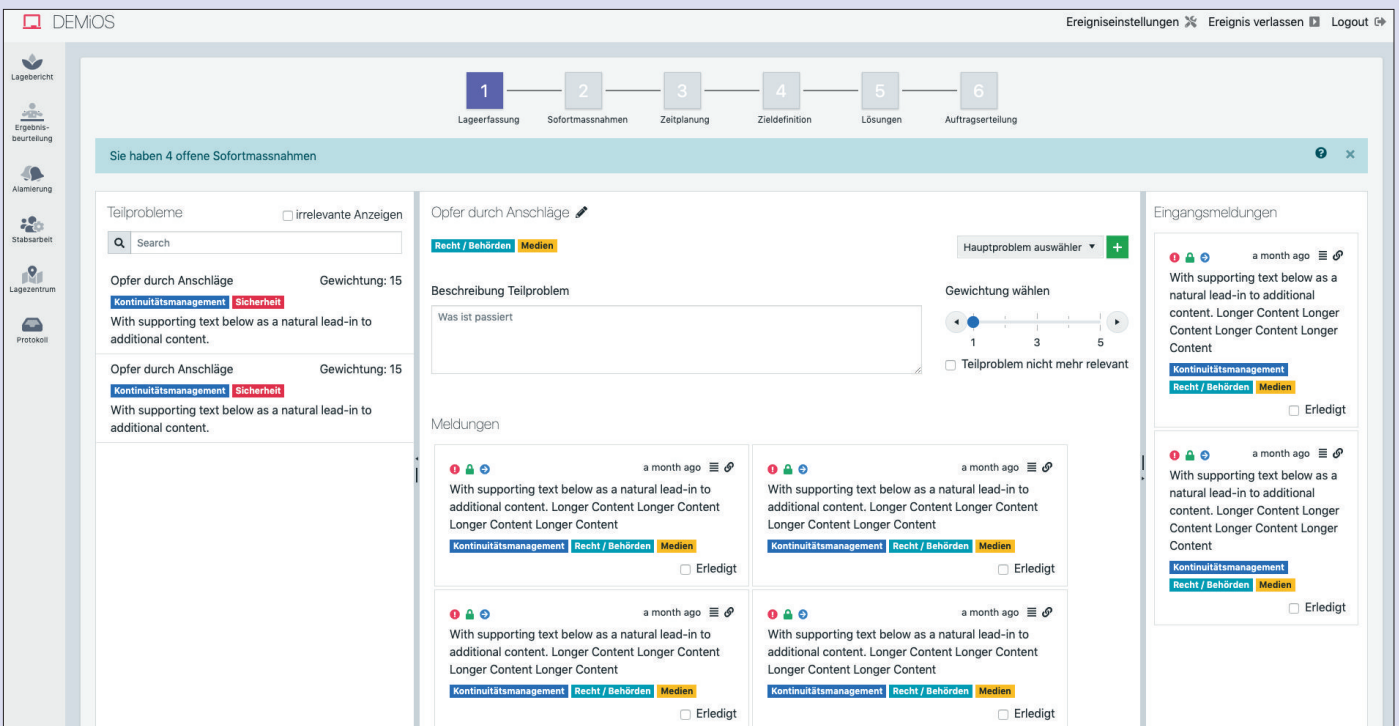 DEMiOS
Ereigniseinstellungen
Ereignis verlassen
Logout
Lagebericht
Ergebnis-
beurteilung
Alamierung
Stabsarbeit
Lagezentrum
Protokoll
1
2
3
4
5
6
Lageerfassung
Sofortmassnahmen
Zeitplanung
Zieldefinition
Lösungen
Auftragserteilung
Sie haben 4 offene Sofortmassnahmen
Teilprobleme
irrelevante Anzeigen
Search
Opfer durch Anschläge
Gewichtung: 15
Kontinuitätsmanagement Sicherheit
With supporting text below as a natural lead-in to
additional content.
Opfer durch Anschläge
Gewichtung: 15
Kontinuitätsmanagement Sicherheit
With supporting text below as a natural lead-in to
additional content.
Opfer durch Anschläge
Recht / Behörden Medien
Hauptproblem auswähler
Beschreibung Teilproblem
Was ist passiert
Gewichtung wählen
1 3 5
Teilproblem nicht mehr relevant
Meldungen
a month ago
With supporting text below as a natural lead-in to
additional content. Longer Content Longer Content
Longer Content Longer Content
Kontinuitätsmanagement Recht / Behörden Medien
Erledigt
a month ago
With supporting text below as a natural lead-in to
additional content. Longer Content Longer Content
Longer Content Longer Content
Kontinuitätsmanagement Recht / Behörden Medien
Erledigt
a month ago
With supporting text below as a natural lead-in to
additional content. Longer Content Longer Content
Longer Content Longer Content
Kontinuitätsmanagement Recht / Behörden Medien
Erledigt
a month ago
With supporting text below as a natural lead-in to
additional content. Longer Content Longer Content
Longer Content Longer Content
Kontinuitätsmanagement Recht / Behörden Medien
Erledigt
Eingangsmeldungen
a month ago
With supporting text below as a
natural lead-in to additional
content. Longer Content Longer
Content Longer Content Longer
Content
Kontinuitätsmanagement
Recht / Behörden Medien
Erledigt
a month ago
With supporting text below as a
natural lead-in to additional
content. Longer Content Longer
Content Longer Content Longer
Content
Kontinuitätsmanagement
Recht / Behörden Medien
Erledigt